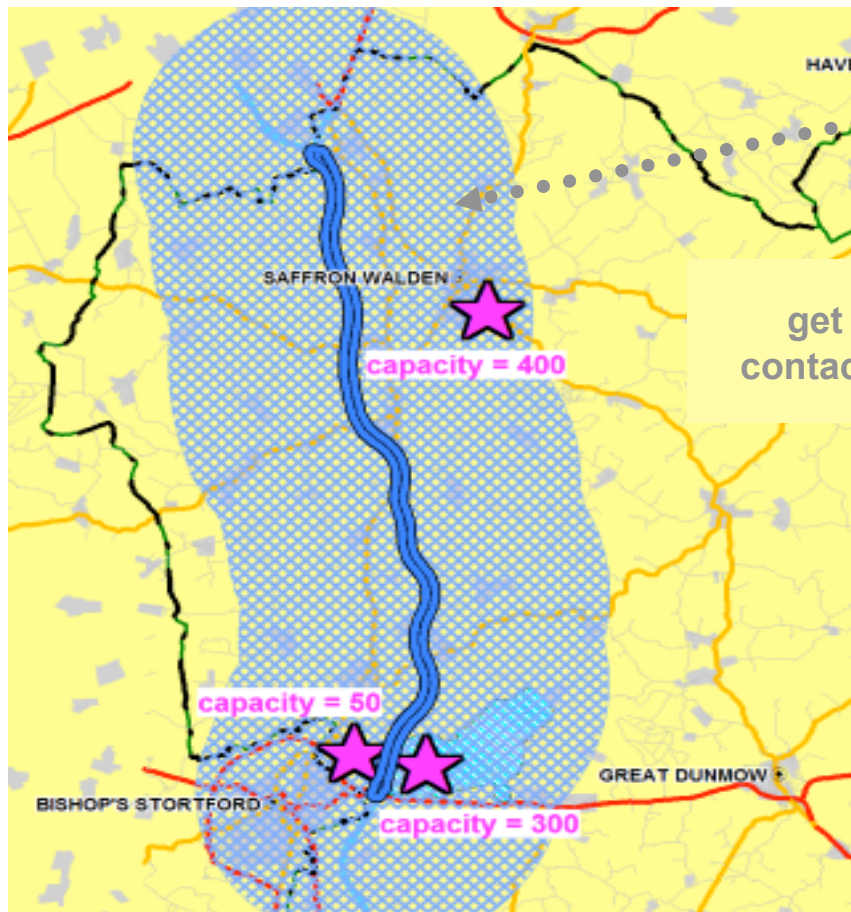 HAVE
SAFFRON WALDEN
get
contac
capacity = 400
capacity = 50
GREAT DUNMOW
BISHOP'S STORTFORD
capacity = 300